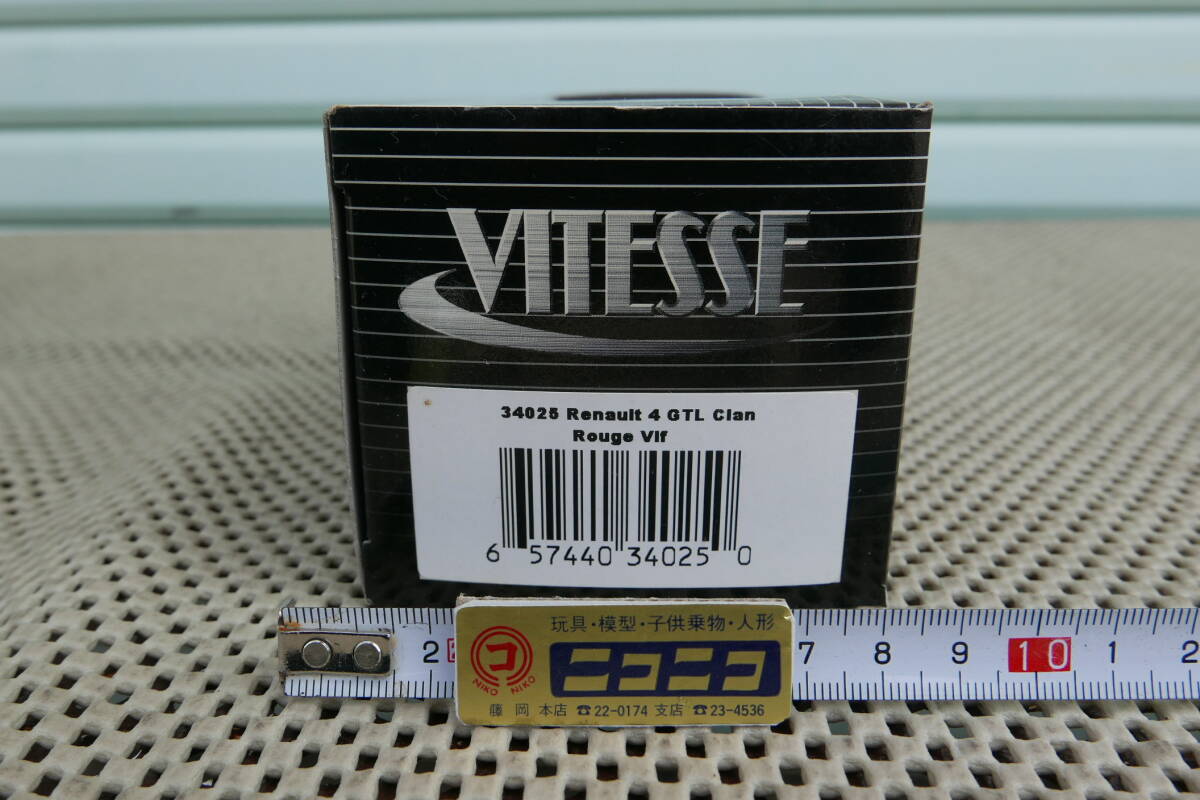 VITESSE
34025 Renault 4 GTL Clan
Rouge Vif
6 57440 34025 0
2 7 8 9 10 1 2
玩具・模型・子供乗物・人形
コ
NIKO NIKO
ニコニコ
藤岡 本店 ☎22-0174 支店 ☎23-4536